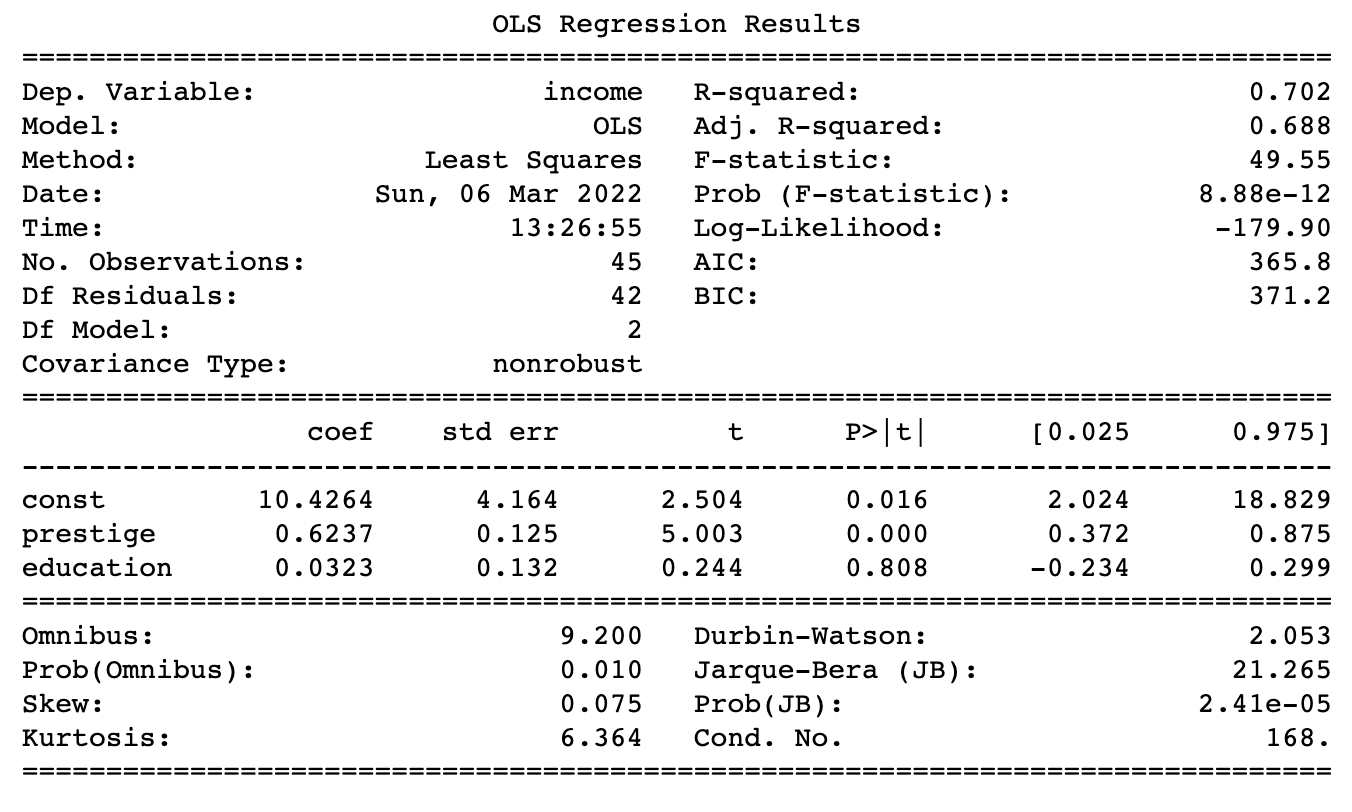 OLS Regression Results
==============================================================================
Dep. Variable:                 income   R-squared:                       0.702
Model:                            OLS   Adj. R-squared:                  0.688
Method:                 Least Squares   F-statistic:                     49.55
Date:                Sun, 06 Mar 2022   Prob (F-statistic):           8.88e-12
Time:                        13:26:55   Log-Likelihood:                -179.90
No. Observations:                  45   AIC:                             365.8
Df Residuals:                      42   BIC:                             371.2
Df Model:                           2
Covariance Type:            nonrobust
==============================================================================
                 coef    std err          t      P>|t|      [0.025      0.975]
------------------------------------------------------------------------------
const         10.4264      4.164      2.504      0.016       2.024      18.829
prestige       0.6237      0.125      5.003      0.000       0.372       0.875
education      0.0323      0.132      0.244      0.808      -0.234       0.299
==============================================================================
Omnibus:                        9.200   Durbin-Watson:                   2.053
Prob(Omnibus):                  0.010   Jarque-Bera (JB):               21.265
Skew:                           0.075   Prob(JB):                     2.41e-05
Kurtosis:                       6.364   Cond. No.                         168.
==============================================================================